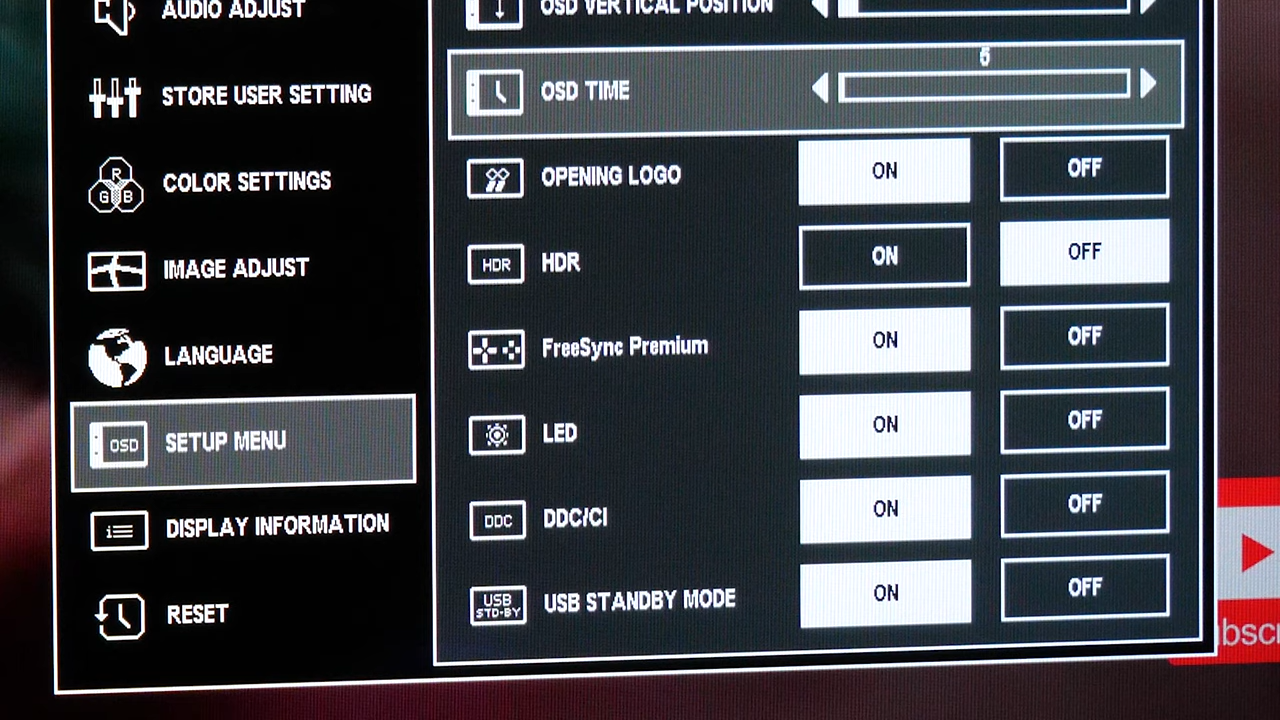 AUDIO ADJUST
STORE USER SETTING
R
G B
COLOR SETTINGS
IMAGE ADJUST
LANGUAGE
OSD SETUP MENU
DISPLAY INFORMATION
RESET
OSD VERTICAL POSITION
6
OSD TIME
OPENING LOGO ON OFF
HDR HDR ON OFF
FreeSync Premium ON OFF
LED ON OFF
DDC DDC/CI ON OFF
USB
STD-BY
USB STANDBY MODE ON OFF